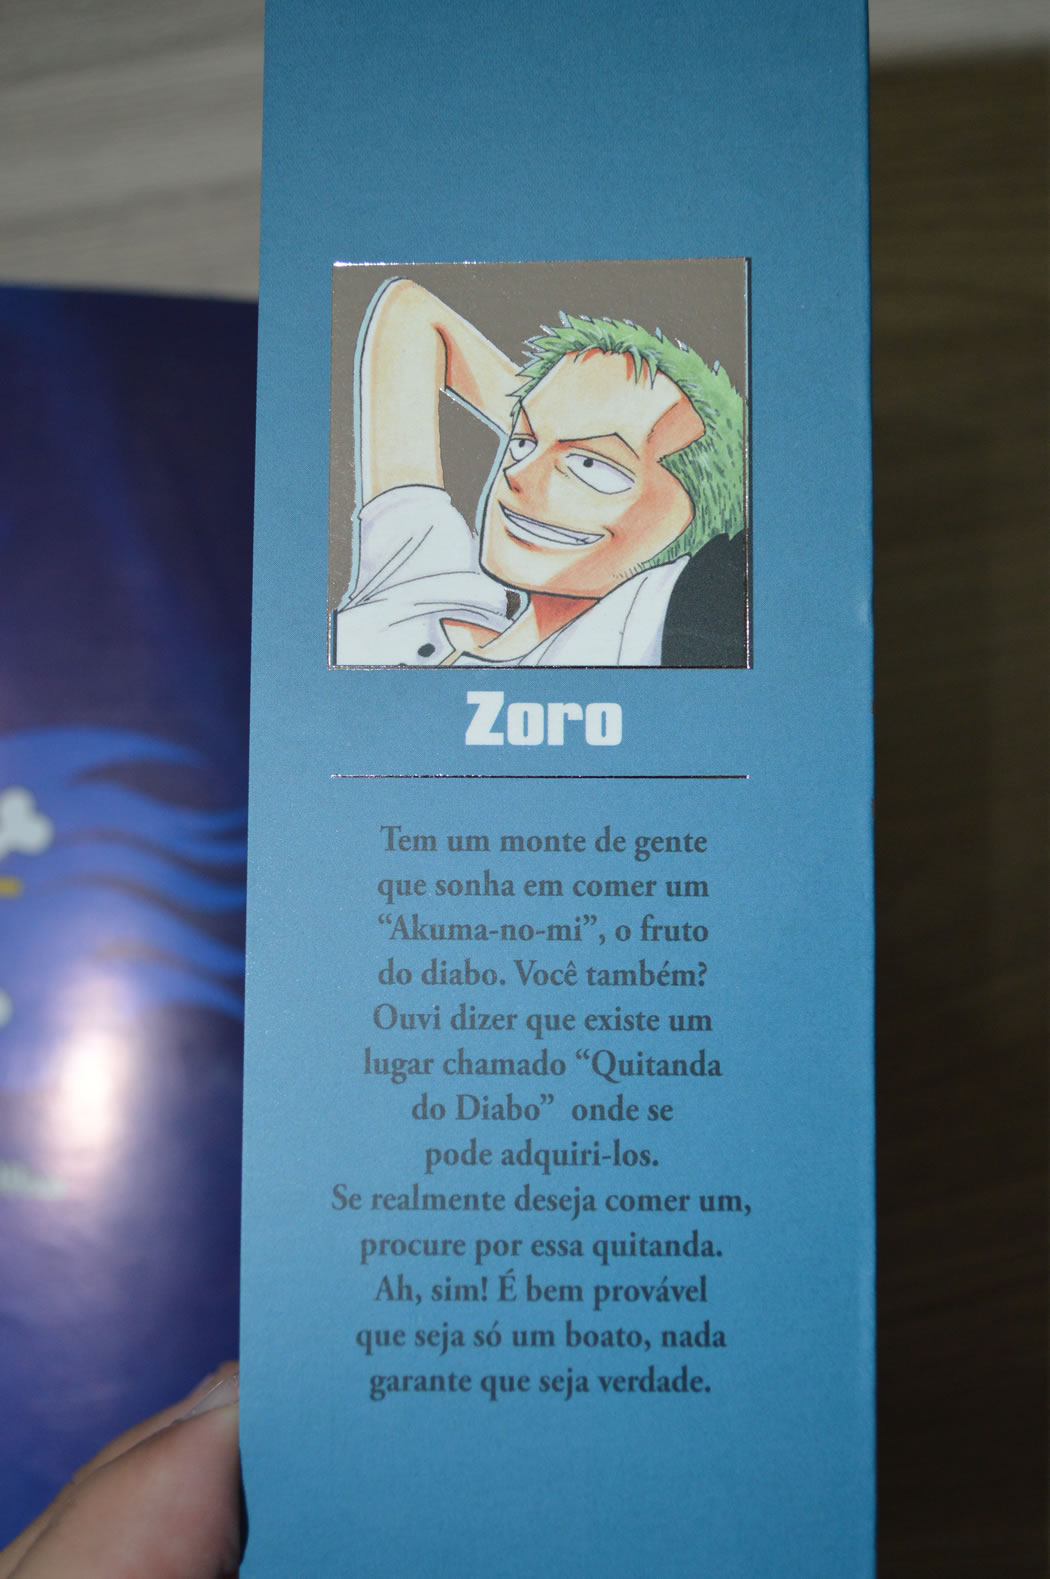 Zoro
Tem um monte de gente
que sonha em comer um
“Akuma-no-mi”, o fruto
do diabo. Você também?
Ouvi dizer que existe um
lugar chamado “Quitanda
do Diabo” onde se
pode adquiri-los.
Se realmente deseja comer um,
procure por essa quitanda.
Ah, sim! É bem provável
que seja só um boato, nada
garante que seja verdade.